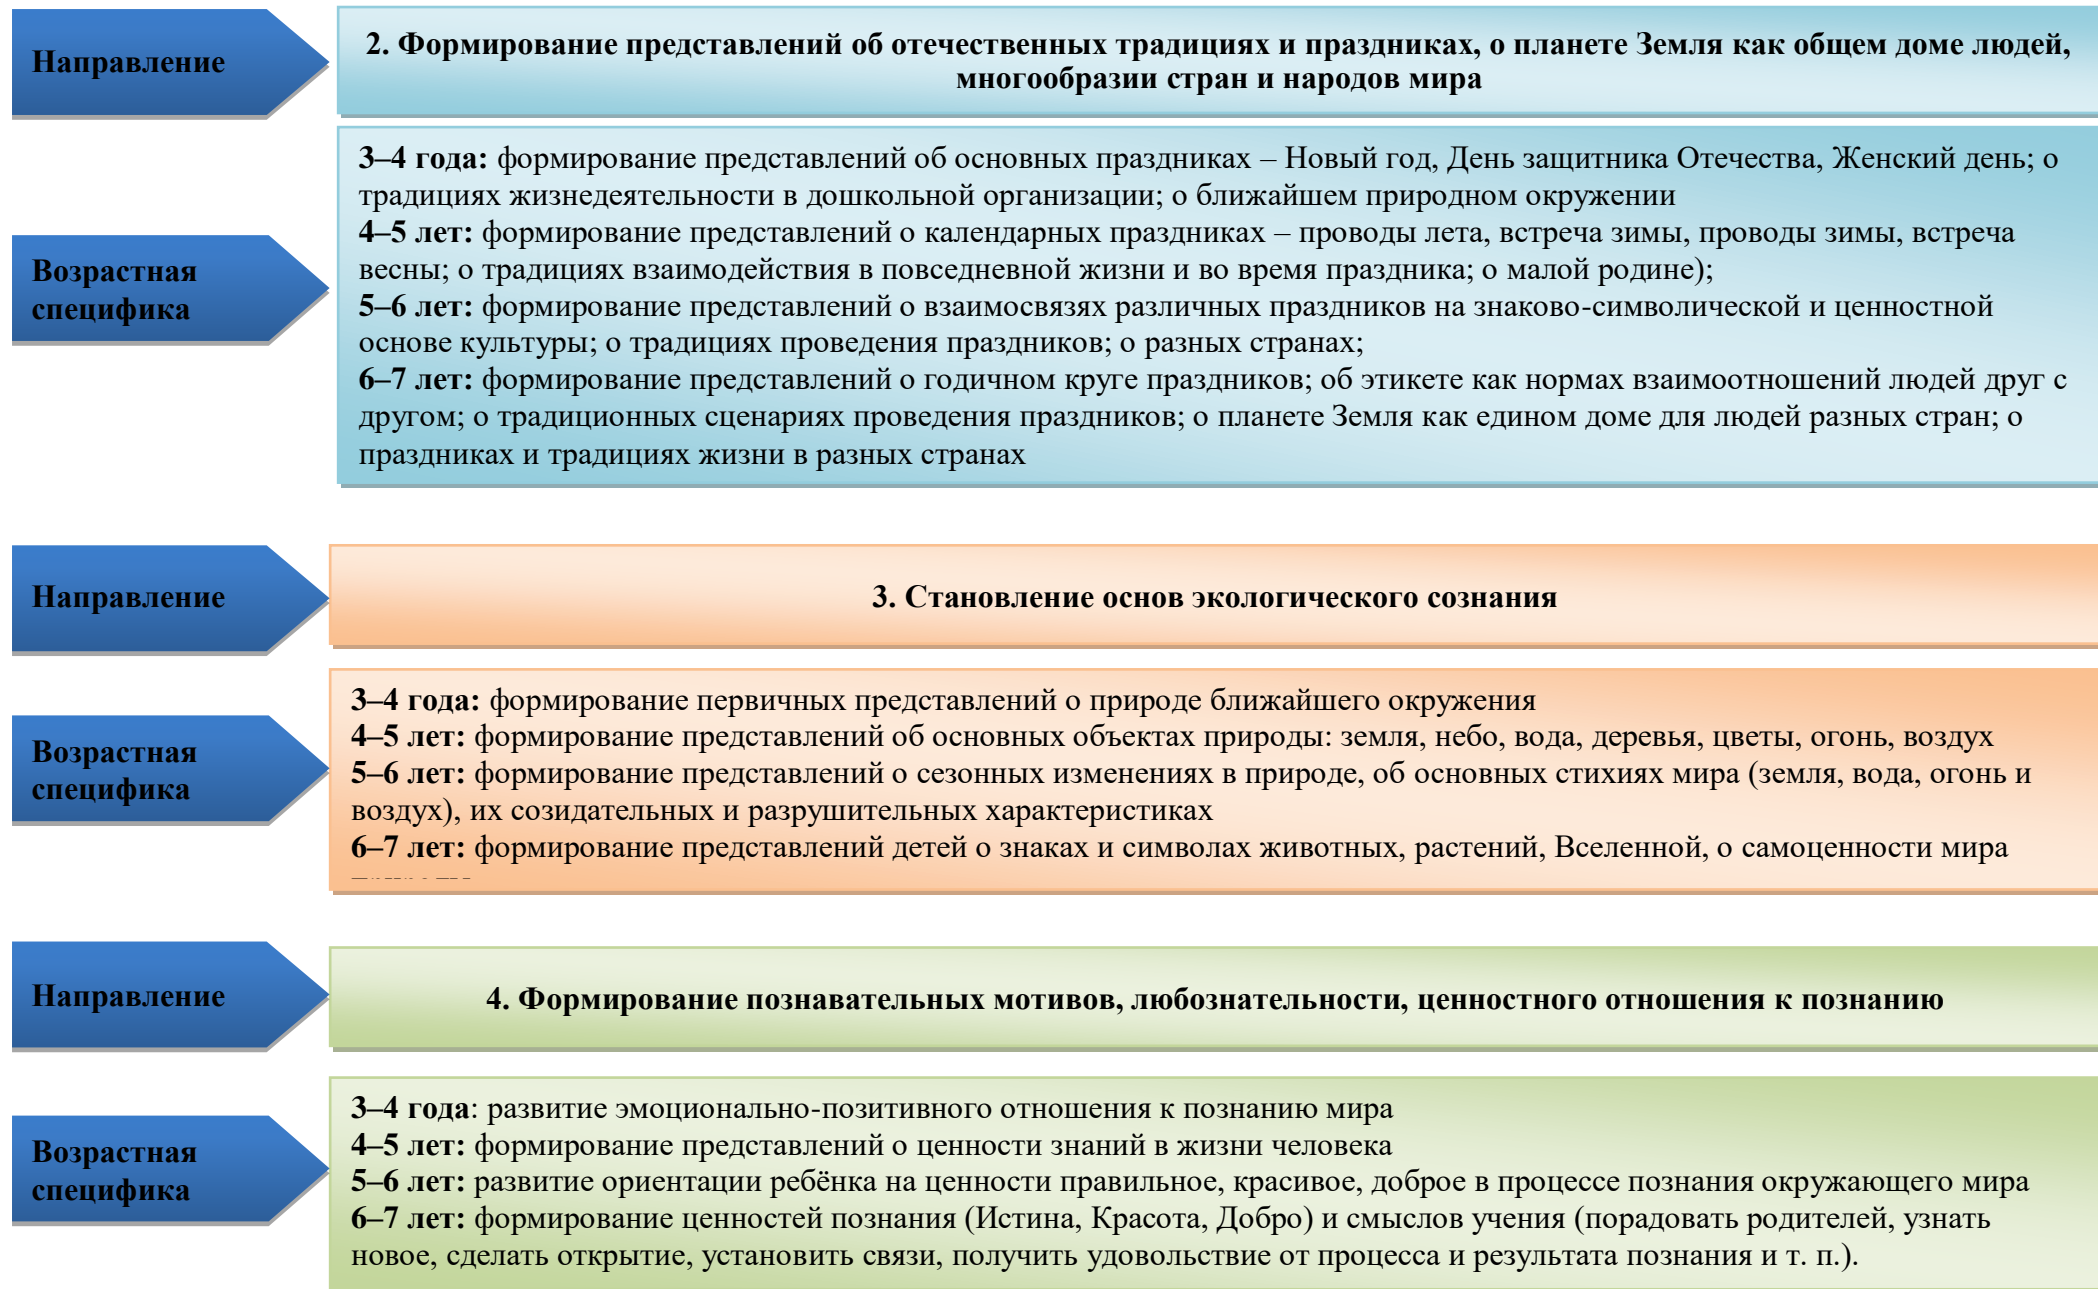 Направление
2. Формирование представлений об отечественных традициях и праздниках, о планете Земля как общем доме людей,
многообразии стран и народов мира
Возрастная
специфика
3–4 года: формирование представлений об основных праздниках – Новый год, День защитника Отечества, Женский день; о
традициях жизнедеятельности в дошкольной организации; о ближайшем природном окружении
4–5 лет: формирование представлений о календарных праздниках – проводы лета, встреча зимы, проводы зимы, встреча
весны; о традициях взаимодействия в повседневной жизни и во время праздника; о малой родине);
5–6 лет: формирование представлений о взаимосвязях различных праздников на знаково-символической и ценностной
основе культуры; о традициях проведения праздников; о разных странах;
6–7 лет: формирование представлений о годичном круге праздников; об этикете как нормах взаимоотношений людей друг с
другом; о традиционных сценариях проведения праздников; о планете Земля как едином доме для людей разных стран; о
праздниках и традициях жизни в разных странах
Направление
3. Становление основ экологического сознания
Возрастная
специфика
3–4 года: формирование первичных представлений о природе ближайшего окружения
4–5 лет: формирование представлений об основных объектах природы: земля, небо, вода, деревья, цветы, огонь, воздух
5–6 лет: формирование представлений о сезонных изменениях в природе, об основных стихиях мира (земля, вода, огонь и
воздух), их созидательных и разрушительных характеристиках
6–7 лет: формирование представлений детей о знаках и символах животных, растений, Вселенной, о самоценности мира
Направление
4. Формирование познавательных мотивов, любознательности, ценностного отношения к познанию
Возрастная
специфика
3–4 года: развитие эмоционально-позитивного отношения к познанию мира
4–5 лет: формирование представлений о ценности знаний в жизни человека
5–6 лет: развитие ориентации ребёнка на ценности правильное, красивое, доброе в процессе познания окружающего мира
6–7 лет: формирование ценностей познания (Истина, Красота, Добро) и смыслов учения (порадовать родителей, узнать
новое, сделать открытие, установить связи, получить удовольствие от процесса и результата познания и т. п.).